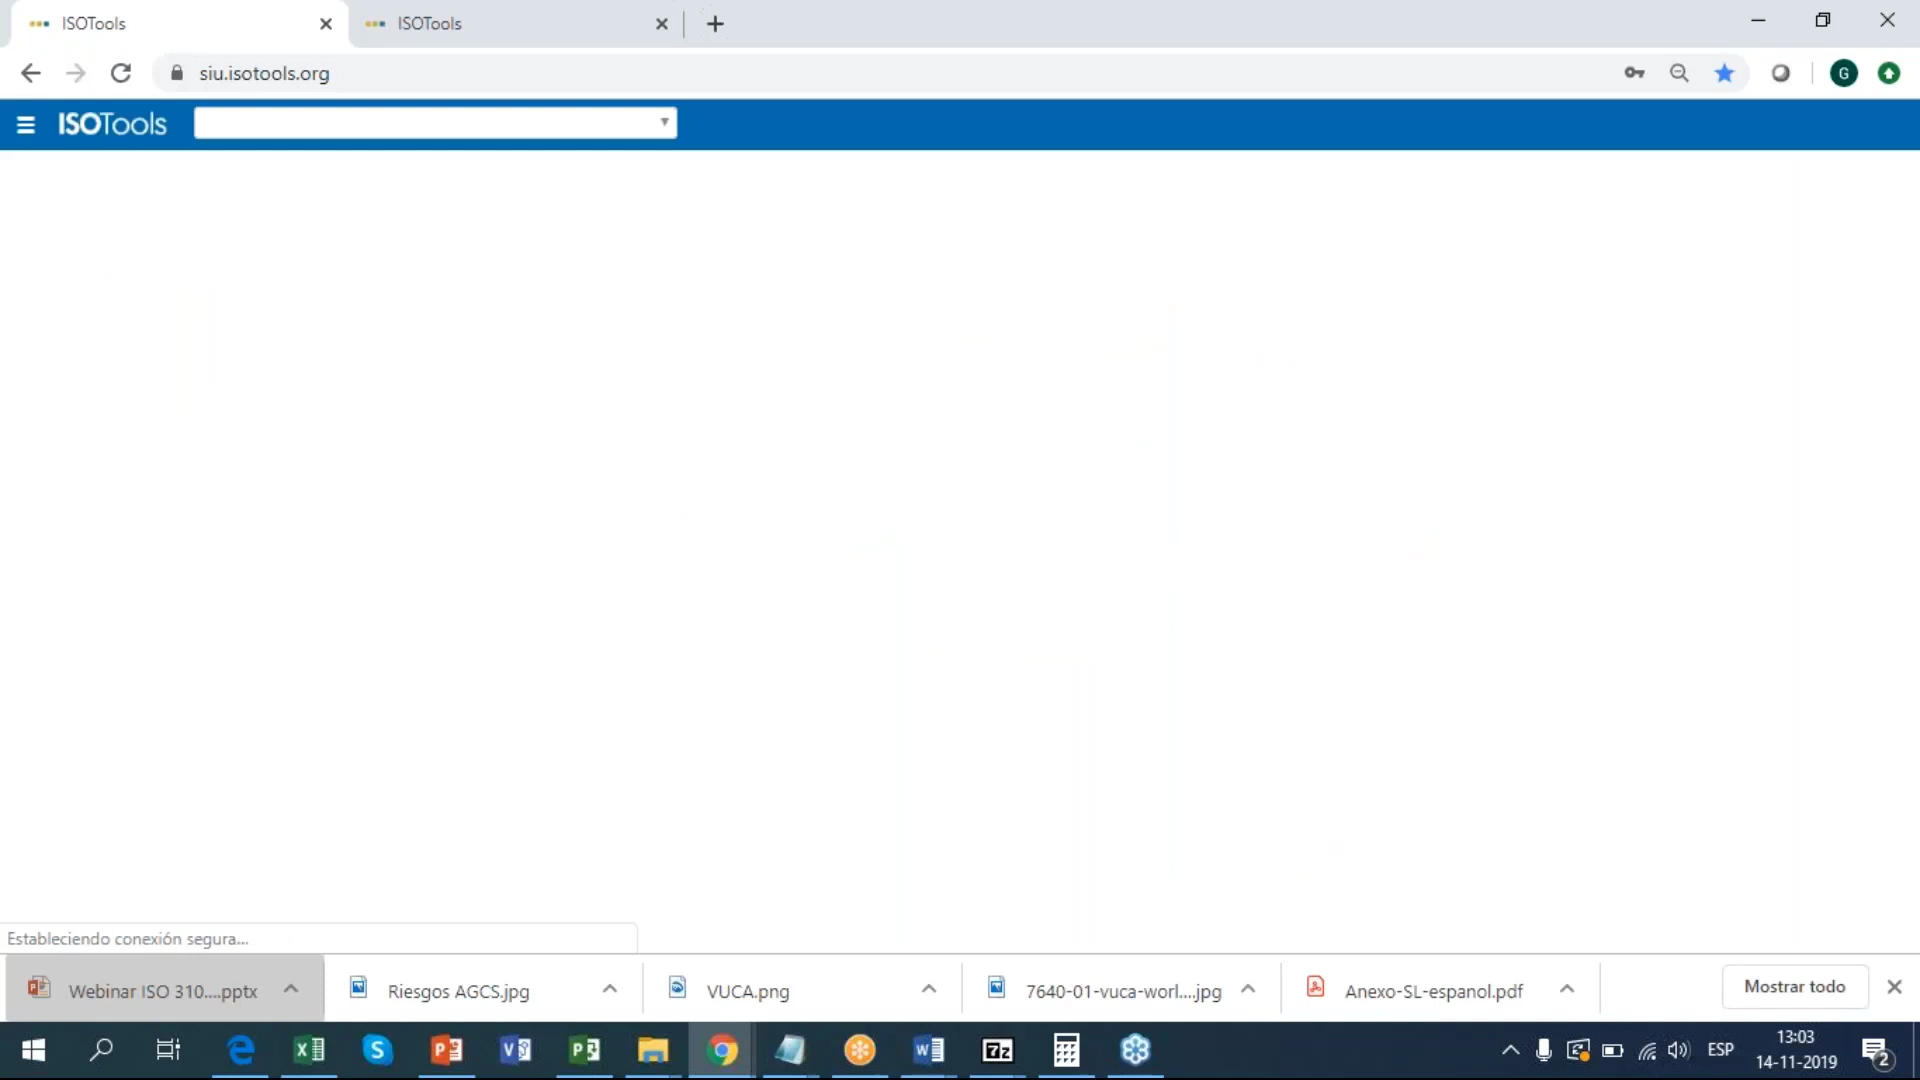 ISOTools
ISOTools
siu.isotools.org
G
ISOTools
Estableciendo conexión segura...
Webinar ISO 310....pptx
Riesgos AGCS.jpg
VUCA.png
7640-01-vuca-worl....jpg
Anexo-SL-espanol.pdf
Mostrar todo
ESP
13:03
14-11-2019
2